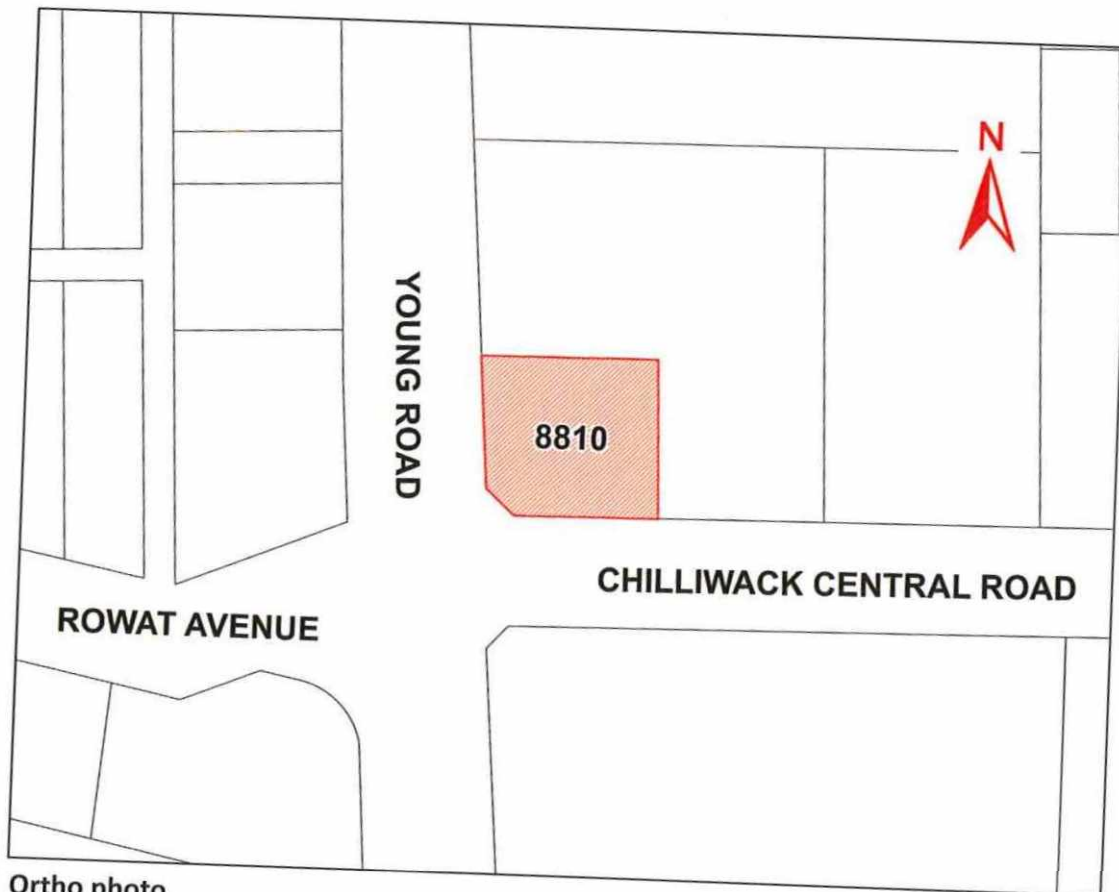 N
YOUNG ROAD
8810
CHILLIWACK CENTRAL ROAD
ROWAT AVENUE
Ortho photo